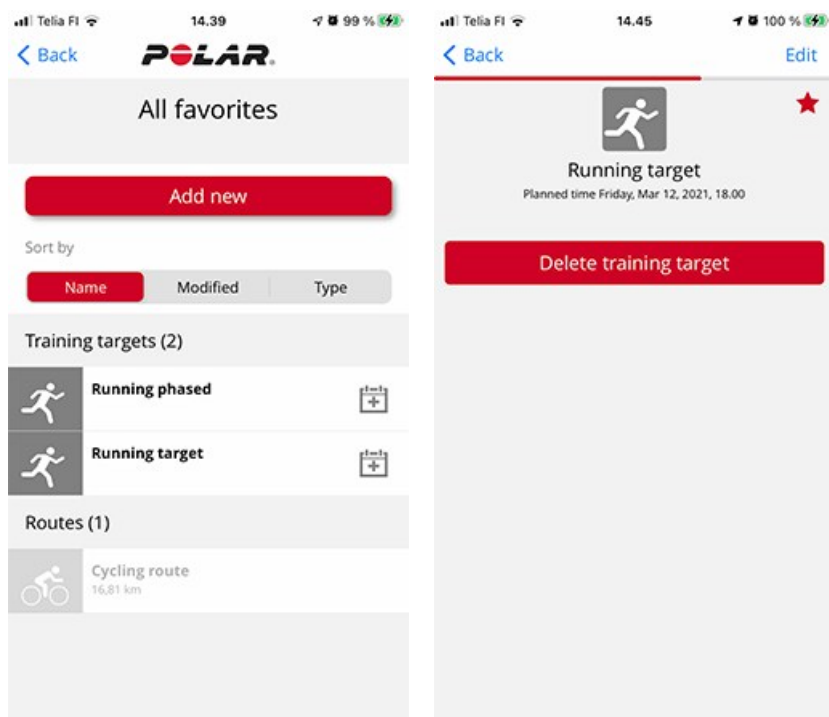 Telia FI 14.39 99 %
Back POLAR
All favorites
Add new
Sort by
Name Modified Type
Training targets (2)
Running phased
Running target
Routes (1)
Cycling route
16,81 km
Telia FI 14.45 100 %
Back Edit
Running target
Planned time Friday, Mar 12, 2021, 18.00
Delete training target